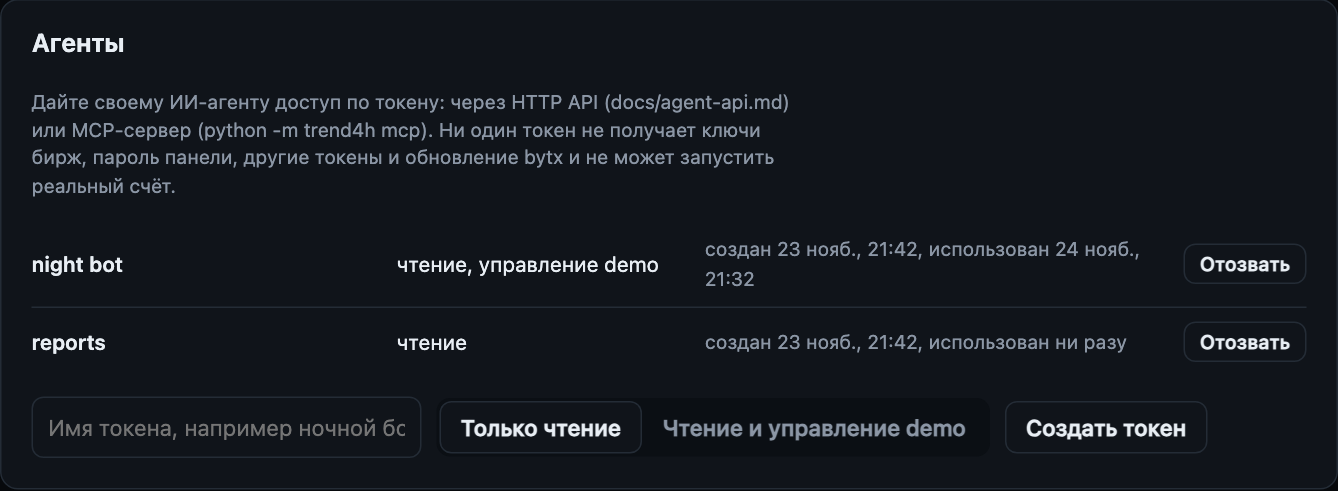 Агенты
Дайте своему ИИ-агенту доступ по токену: через HTTP API (docs/agent-api.md)
или MCP-сервер (python -m trend4h mcp). Ни один токен не получает ключи
бирж, пароль панели, другие токены и обновление bytx и не может запустить
реальный счёт.
night bot чтение, управление demo создан 23 нояб., 21:42, использован 24 нояб.,
21:32 Отозвать
reports чтение создан 23 нояб., 21:42, использован ни разу Отозвать
Имя токена, например ночной бо Только чтение Чтение и управление demo Создать токен